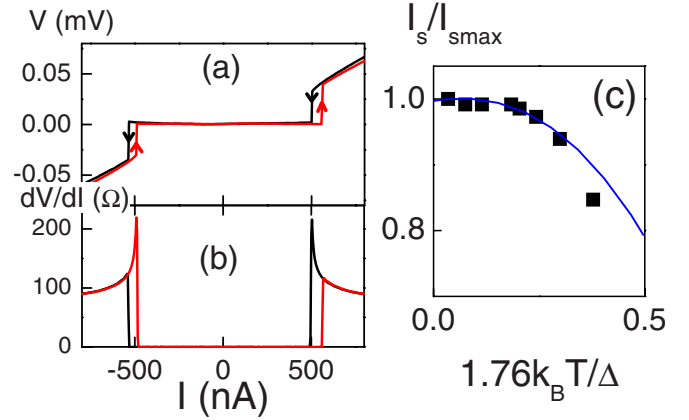 V (mV)
0.05
0.00
-0.05
(a)
dV/dI (Ω)
200
100
0
(b)
-500
0
500
I (nA)
I_s/I_smax
1.0
0.8
(c)
0.0
0.5
1.76k_BT/Δ